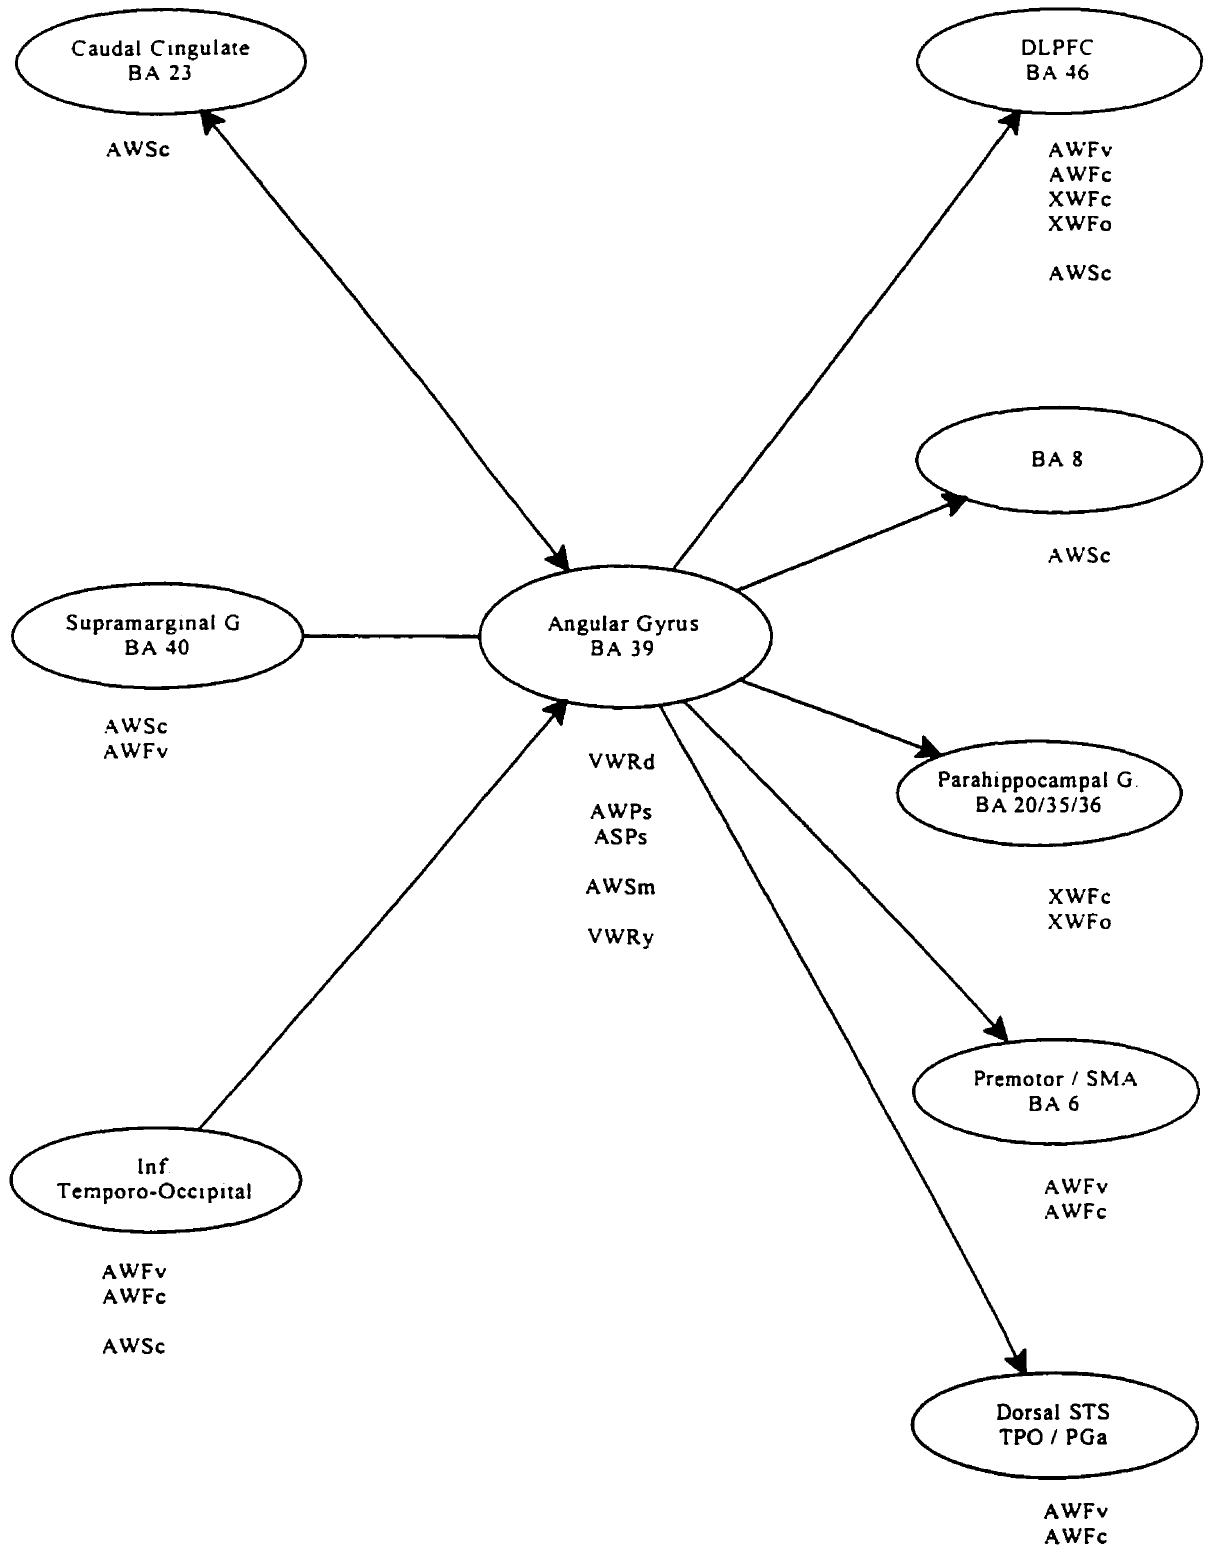 Caudal Cingulate
BA 23
AWSc
DLPFC
BA 46
AWFv
AWFc
XWFc
XWFo
AWSc
BA 8
AWSc
Supramarginal G
BA 40
AWSc
AWFv
Angular Gyrus
BA 39
VWRd
AWPs
ASPs
AWSm
VWRy
Parahippocampal G.
BA 20/35/36
XWFc
XWFo
Premotor / SMA
BA 6
AWFv
AWFc
Inf
Temporo-Occipital
AWFv
AWFc
AWSc
Dorsal STS
TPO / PGa
AWFv
AWFc